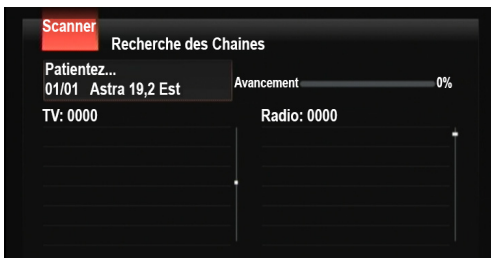 Scanner
Recherche des Chaines
Patientez...
01/01 Astra 19,2 Est
Avancement 0%
TV: 0000 Radio: 0000